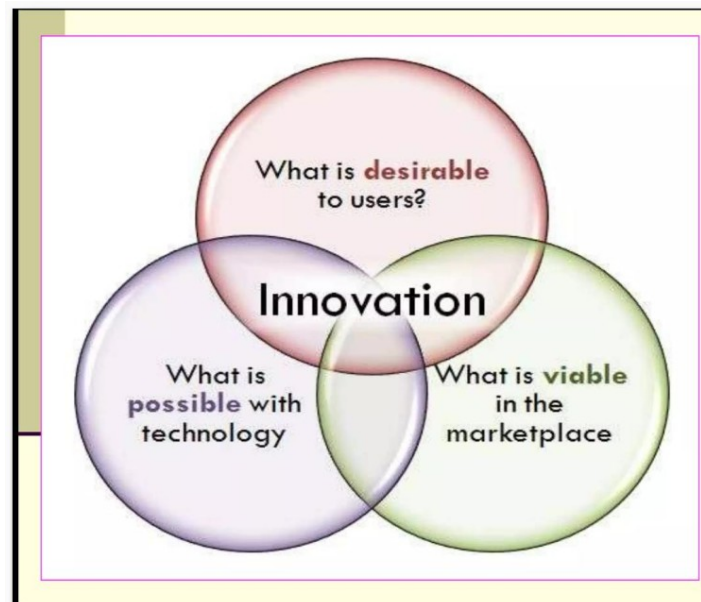 What is desirable
to users?
Innovation
What is
possible with
technology
What is viable
in the
marketplace